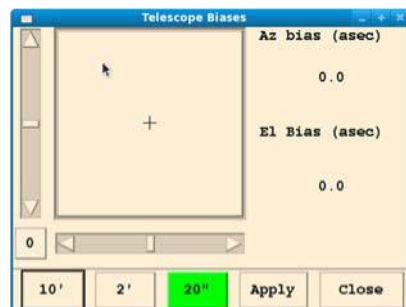 Telescope Biases
Az bias (asec)
0.0
El Bias (asec)
0.0
0
10'
2'
20"
Apply
Close